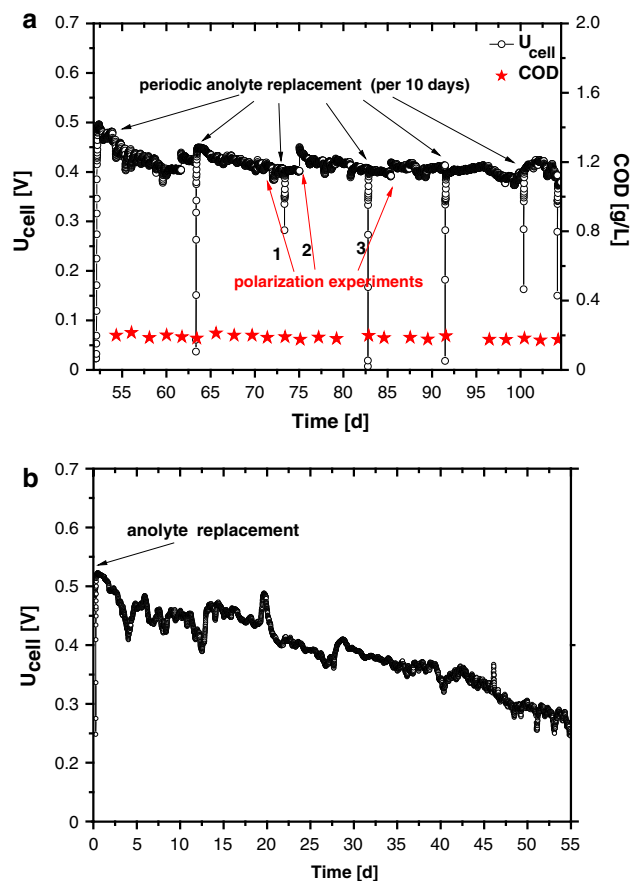 a
0.7
0.6
0.5
0.4
0.3
0.2
0.1
0
U_cell [V]
2.0
1.6
1.2
0.8
0.4
0
COD [g/L]
U_cell
COD
periodic anolyte replacement (per 10 days)
1
2
3
polarization experiments
55 60 65 70 75 80 85 90 95 100
Time [d]
b
0.7
0.6
0.5
0.4
0.3
0.2
0.1
0
U_cell [V]
anolyte replacement
0 5 10 15 20 25 30 35 40 45 50 55
Time [d]